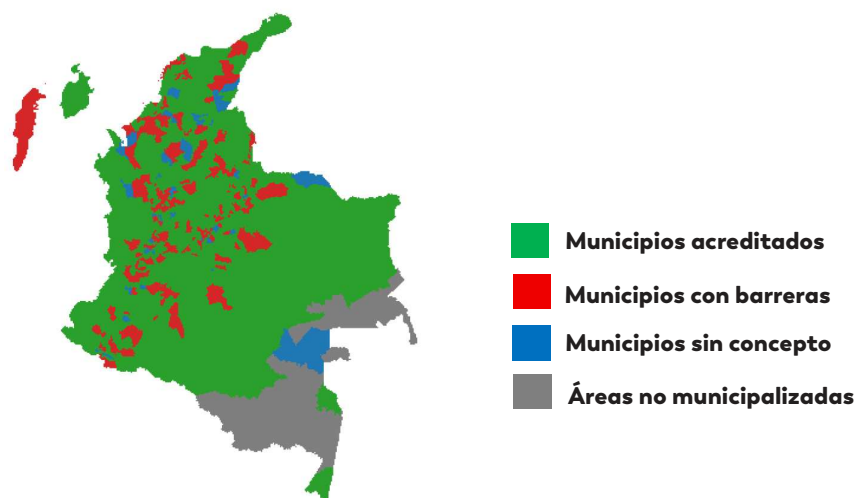 Municipios acreditados
Municipios con barreras
Municipios sin concepto
Áreas no municipalizadas